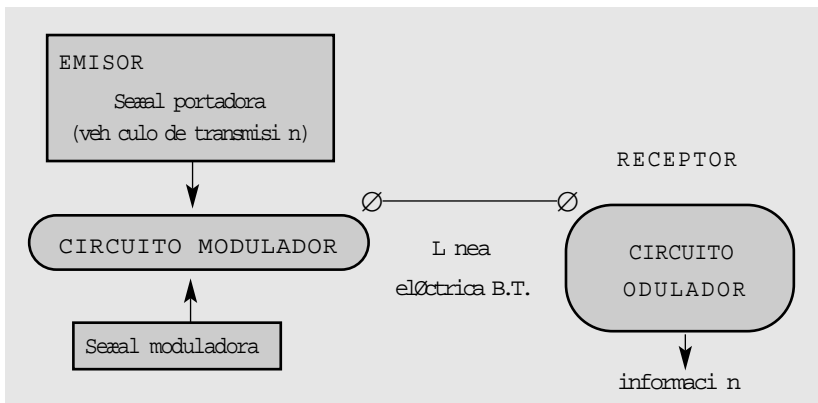 EMISOR
Seæal portadora
(veh culo de transmisi n)
RECEPTOR
CIRCUITO MODULADOR
L nea
elØctrica B.T.
CIRCUITO
ODULADOR
Seæal moduladora
informaci n